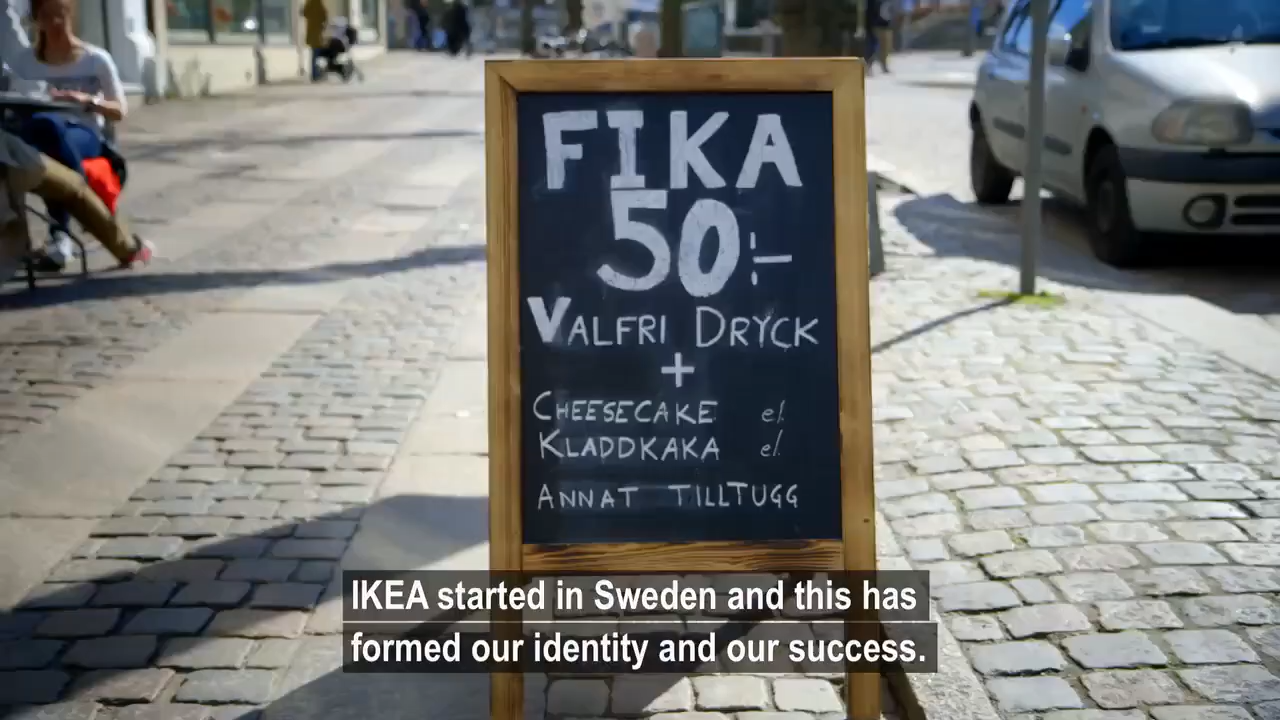 FIKA
50:-
VALFRI DRYCK
+
CHEESECAKE el.
KLADDKAKA el.
ANNAT TILLTUGG
IKEA started in Sweden and this has
formed our identity and our success.